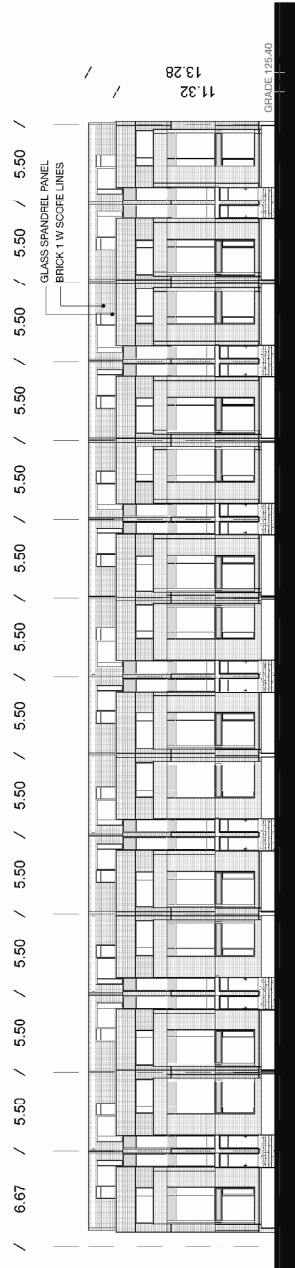 / 6.67 / 5.50 / 5.50 / 5.50 / 5.50 / 5.50 / 5.50 / 5.50 / 5.50 / 5.50 / 5.50 / 5.50 / 5.50 / 5.50 /
GLASS SPANDREL PANEL
BRICK 1 W SCOPE LINES
13.28
11.32
GRADE 125.40